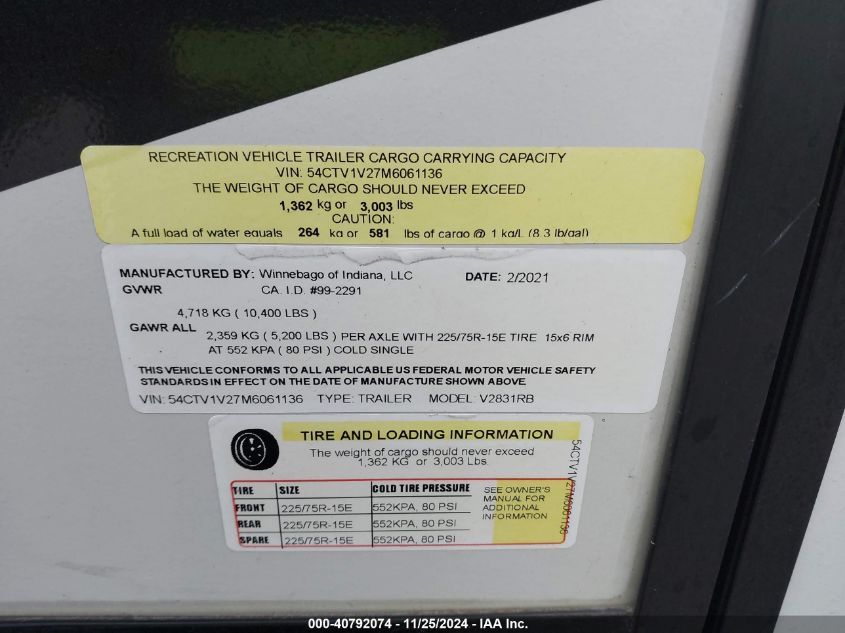 RECREATION VEHICLE TRAILER CARGO CARRYING CAPACITY
VIN: 54CTV1V27M6061136
THE WEIGHT OF CARGO SHOULD NEVER EXCEED
1,362 kg or 3,003 lbs
CAUTION:
A full load of water equals 264 kg or 581 lbs of cargo @ 1 kg/L (8.3 lb/gal)
MANUFACTURED BY: Winnebago of Indiana, LLC DATE: 2/2021
GVWR CA. I.D. #99-2291
4,718 KG ( 10,400 LBS )
GAWR ALL
2,359 KG ( 5,200 LBS ) PER AXLE WITH 225/75R-15E TIRE 15x6 RIM
AT 552 KPA ( 80 PSI ) COLD SINGLE
THIS VEHICLE CONFORMS TO ALL APPLICABLE US FEDERAL MOTOR VEHICLE SAFETY
STANDARDS IN EFFECT ON THE DATE OF MANUFACTURE SHOWN ABOVE
VIN: 54CTV1V27M6061136 TYPE: TRAILER MODEL: V2831RB
TIRE AND LOADING INFORMATION
The weight of cargo should never exceed
1,362 KG or 3,003 Lbs.
TIRE SIZE COLD TIRE PRESSURE
FRONT 225/75R-15E 552KPA, 80 PSI
REAR 225/75R-15E 552KPA, 80 PSI
SPARE 225/75R-15E 552KPA, 80 PSI
SEE OWNER'S
MANUAL FOR
ADDITIONAL
INFORMATION
54CTV1V27M6061136
000-40792074 - 11/25/2024 - IAA Inc.